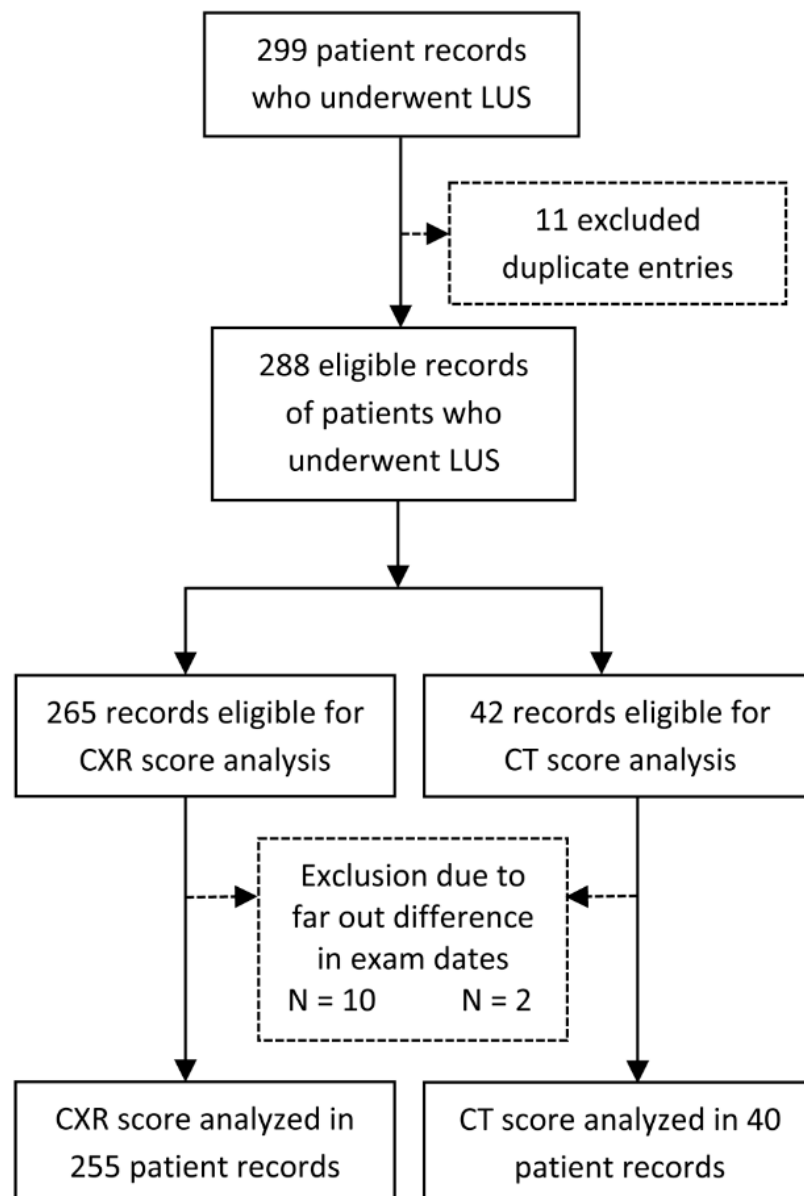 299 patient records
who underwent LUS
11 excluded
duplicate entries
288 eligible records
of patients who
underwent LUS
265 records eligible for
CXR score analysis
42 records eligible for
CT score analysis
Exclusion due to
far out difference
in exam dates
N = 10 N = 2
CXR score analyzed in
255 patient records
CT score analyzed in 40
patient records